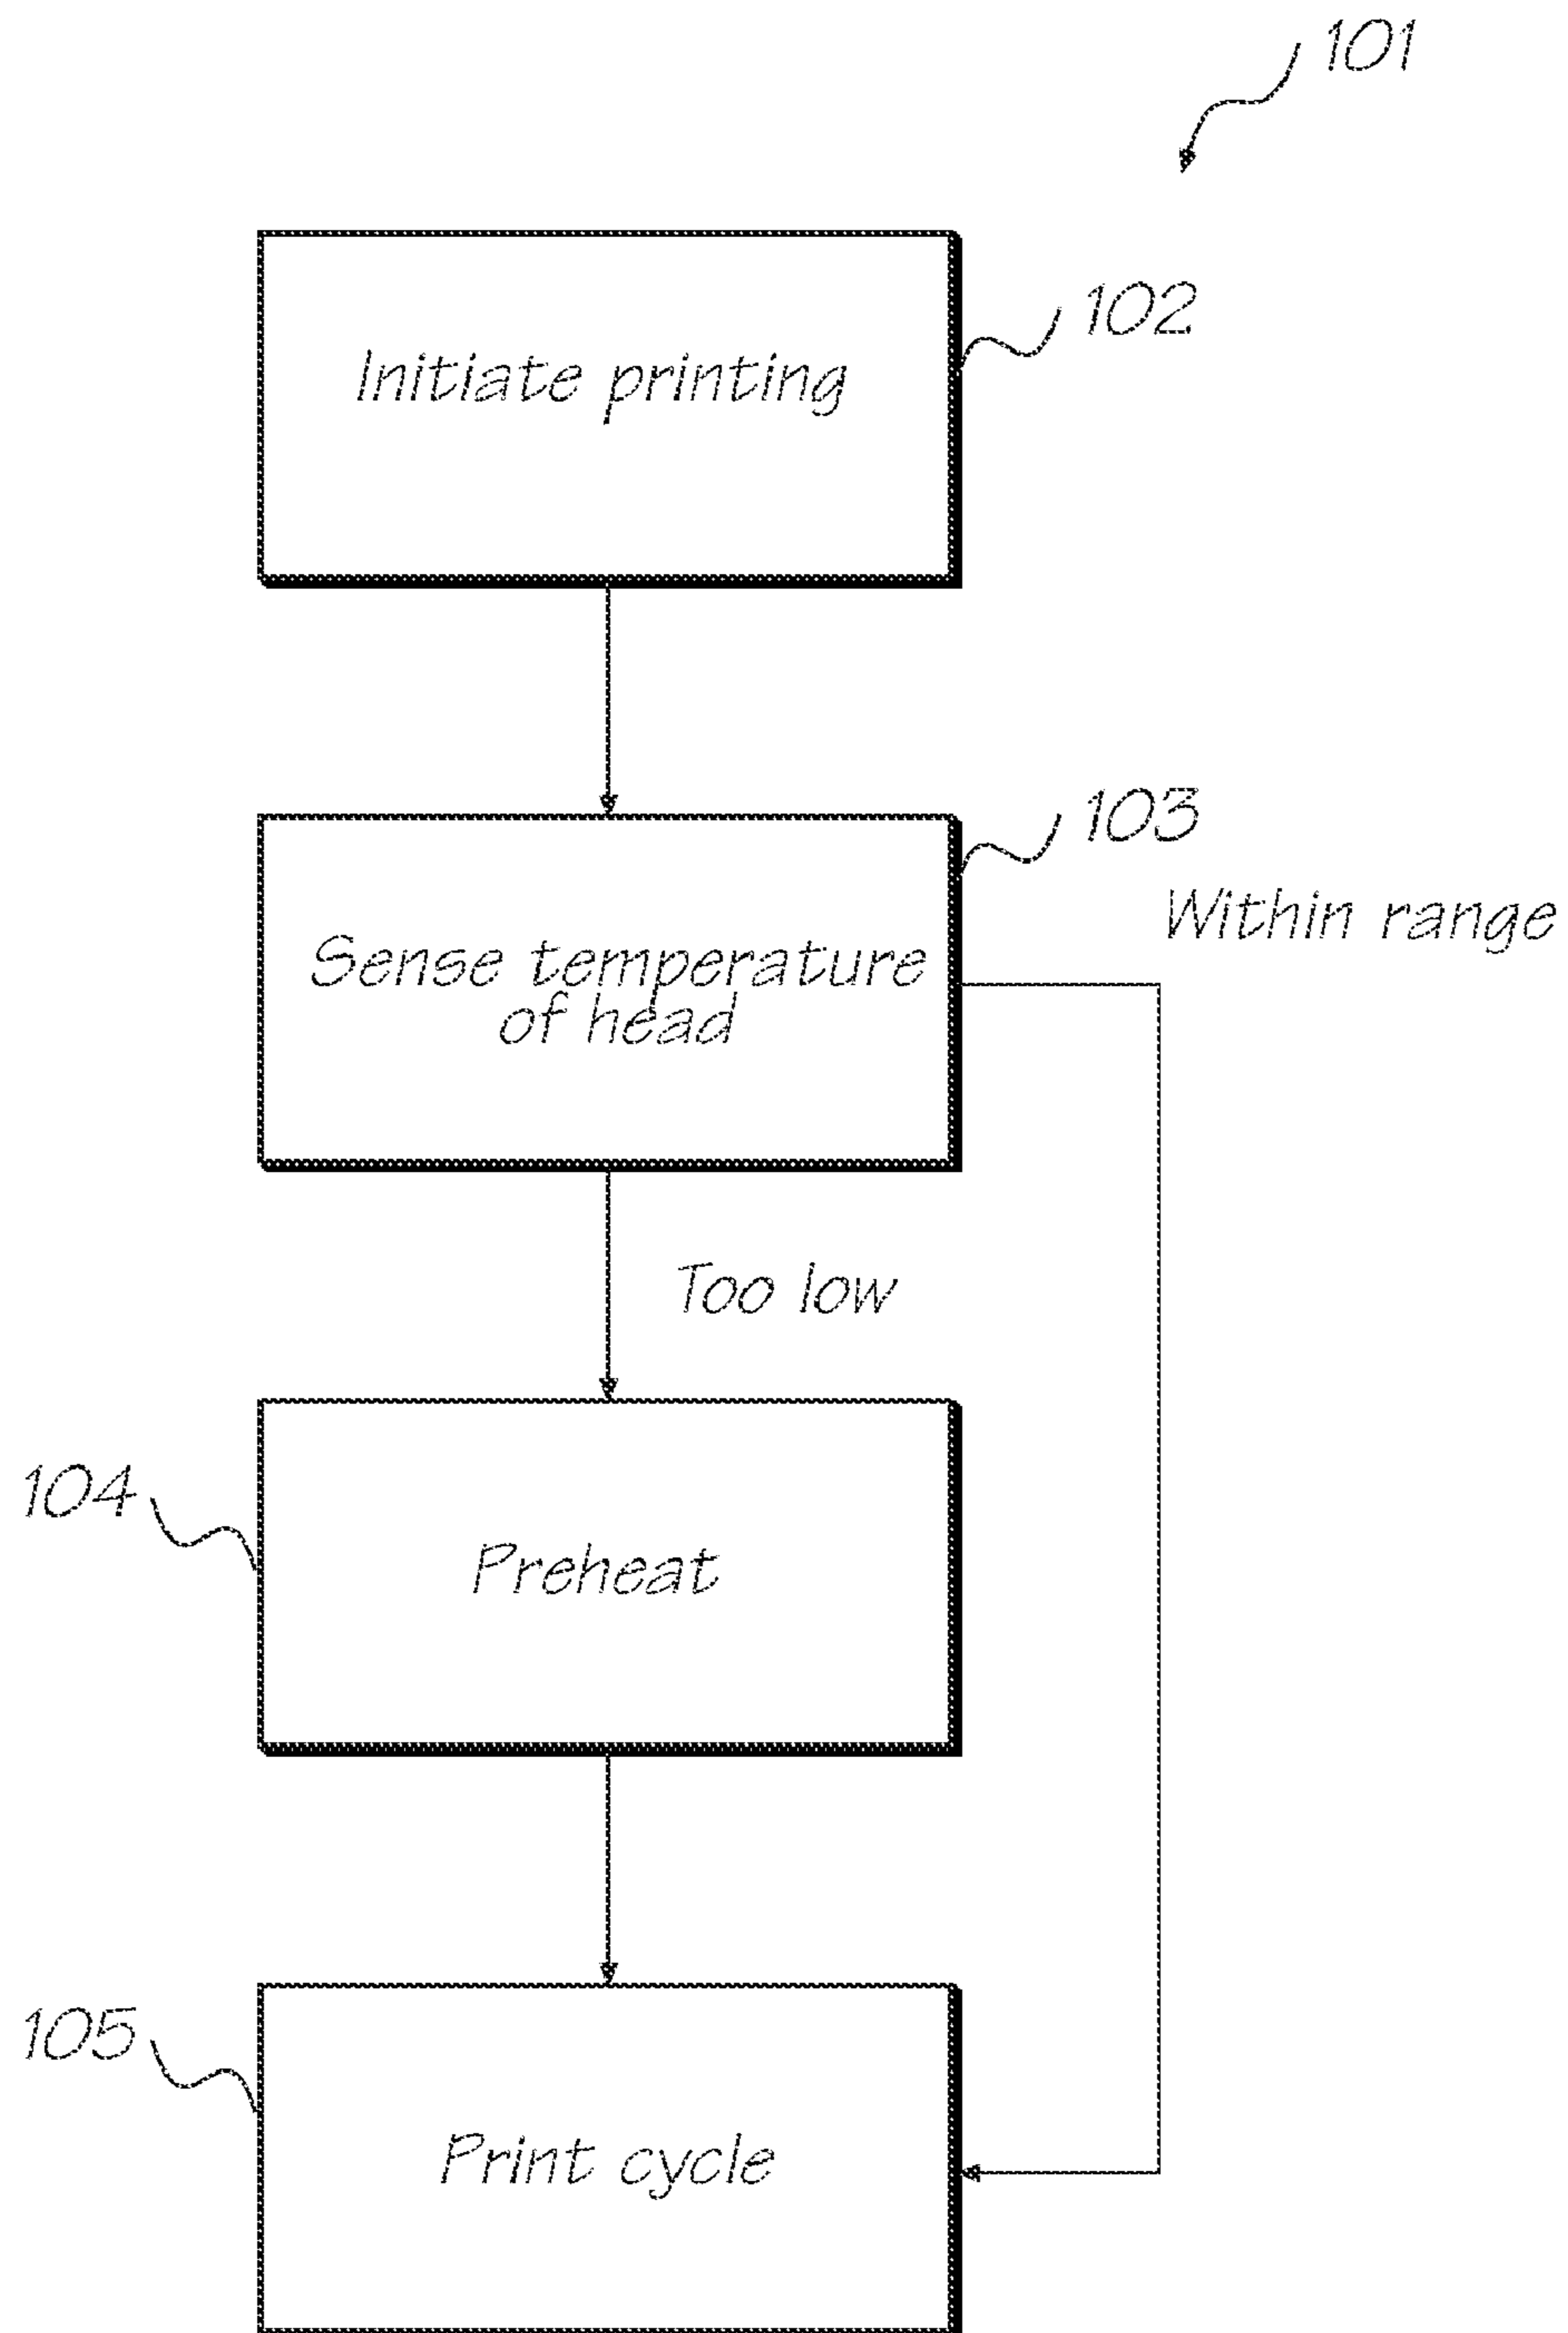 101
Initiate printing
102
103
Within range
Sense temperature
of head
Too low
104
Preheat
105
Print cycle